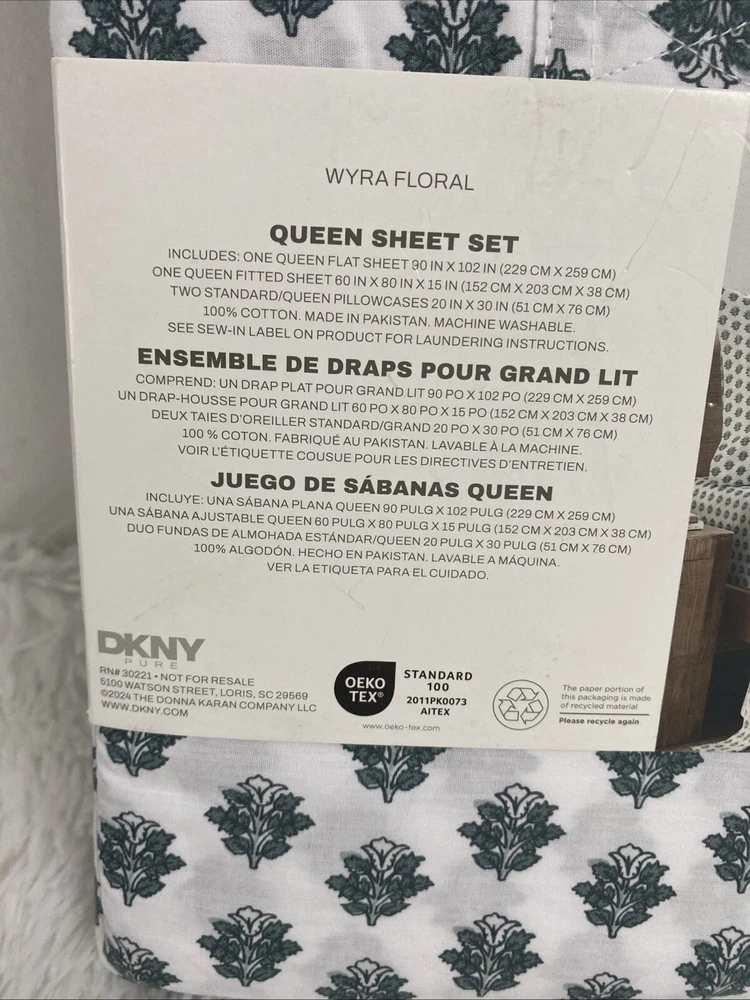 WYRA FLORAL
QUEEN SHEET SET
INCLUDES: ONE QUEEN FLAT SHEET 90 IN X 102 IN (229 CM X 259 CM)
ONE QUEEN FITTED SHEET 60 IN X 80 IN X 15 IN (152 CM X 203 CM X 38 CM)
TWO STANDARD/QUEEN PILLOWCASES 20 IN X 30 IN (51 CM X 76 CM)
100% COTTON. MADE IN PAKISTAN. MACHINE WASHABLE.
SEE SEW-IN LABEL ON PRODUCT FOR LAUNDERING INSTRUCTIONS.
ENSEMBLE DE DRAPS POUR GRAND LIT
COMPREND: UN DRAP PLAT POUR GRAND LIT 90 PO X 102 PO (229 CM X 259 CM)
UN DRAP-HOUSSE POUR GRAND LIT 60 PO X 80 PO X 15 PO (152 CM X 203 CM X 38 CM)
DEUX TAIES D'OREILLER STANDARD/GRAND 20 PO X 30 PO (51 CM X 76 CM)
100 % COTON. FABRIQUÉ AU PAKISTAN. LAVABLE À LA MACHINE.
VOIR L'ÉTIQUETTE COUSUE POUR LES DIRECTIVES D'ENTRETIEN.
JUEGO DE SÁBANAS QUEEN
INCLUYE: UNA SÁBANA PLANA QUEEN 90 PULG X 102 PULG (229 CM X 259 CM)
UNA SÁBANA AJUSTABLE QUEEN 60 PULG X 80 PULG X 15 PULG (152 CM X 203 CM X 38 CM)
DUO FUNDAS DE ALMOHADA ESTÁNDAR/QUEEN 20 PULG X 30 PULG (51 CM X 76 CM)
100% ALGODÓN. HECHO EN PAKISTAN. LAVABLE A MÁQUINA.
VER LA ETIQUETA PARA EL CUIDADO.
DKNY
PURE
RN# 30221 • NOT FOR RESALE
5100 WATSON STREET, LORIS, SC 29569
©2024 THE DONNA KARAN COMPANY LLC
WWW.DKNY.COM
OEKO
TEX®
STANDARD
100
2011PK0073
AITEX
www.oeko-tex.com
The paper portion of
this packaging is made
of recycled material
Please recycle again